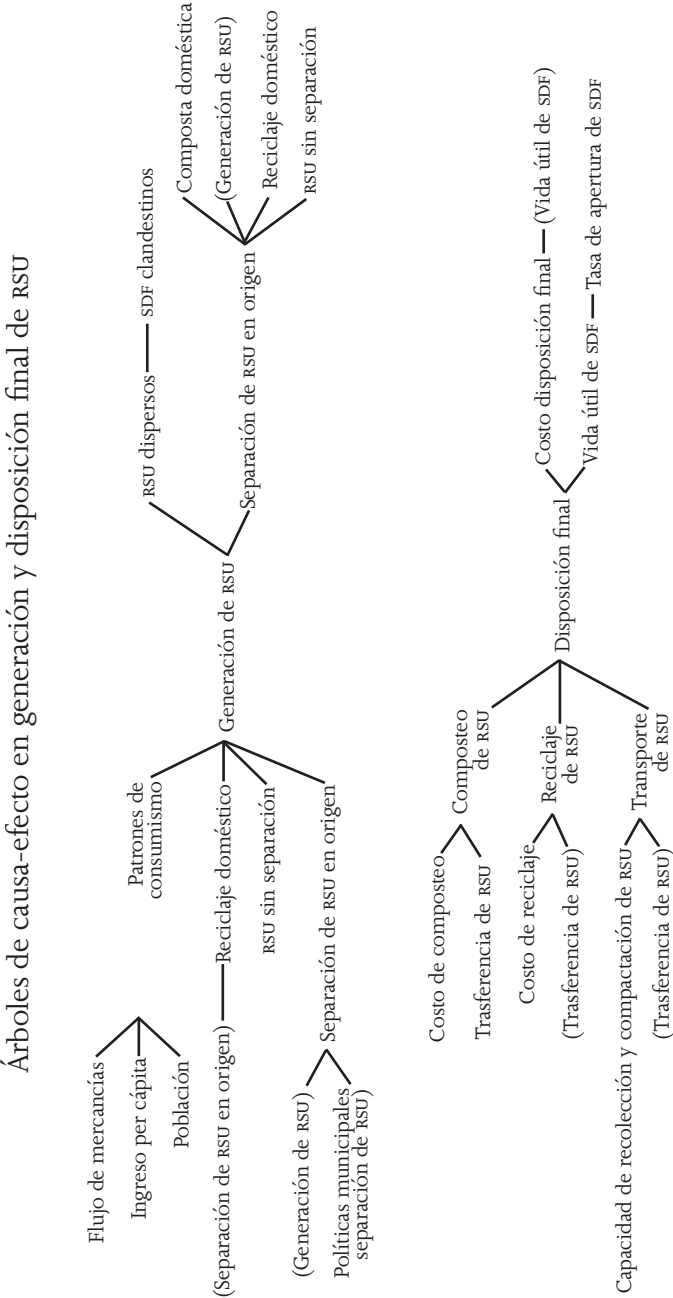 Árboles de causa-efecto en generación y disposición final de RSU
Flujo de mercancías
Ingreso per cápita
Población
Patrones de
consumismo
(Separación de RSU en origen)
Reciclaje doméstico
RSU sin separación
(Generación de RSU)
Políticas municipales
separación de RSU)
Separación de RSU en origen
Generación de RSU
RSU dispersos
SDF clandestinos
Separación de RSU en origen
Composta doméstica
(Generación de RSU)
Reciclaje doméstico
RSU sin separación
Costo de composteo
Trasferencia de RSU
Composteo
de RSU
Costo de reciclaje
(Trasferencia de RSU)
Reciclaje
de RSU
Capacidad de recolección y compactación de RSU
(Trasferencia de RSU)
Transporte
de RSU
Disposición final
Costo disposición final
(Vida útil de SDF)
Vida útil de SDF
Tasa de apertura de SDF